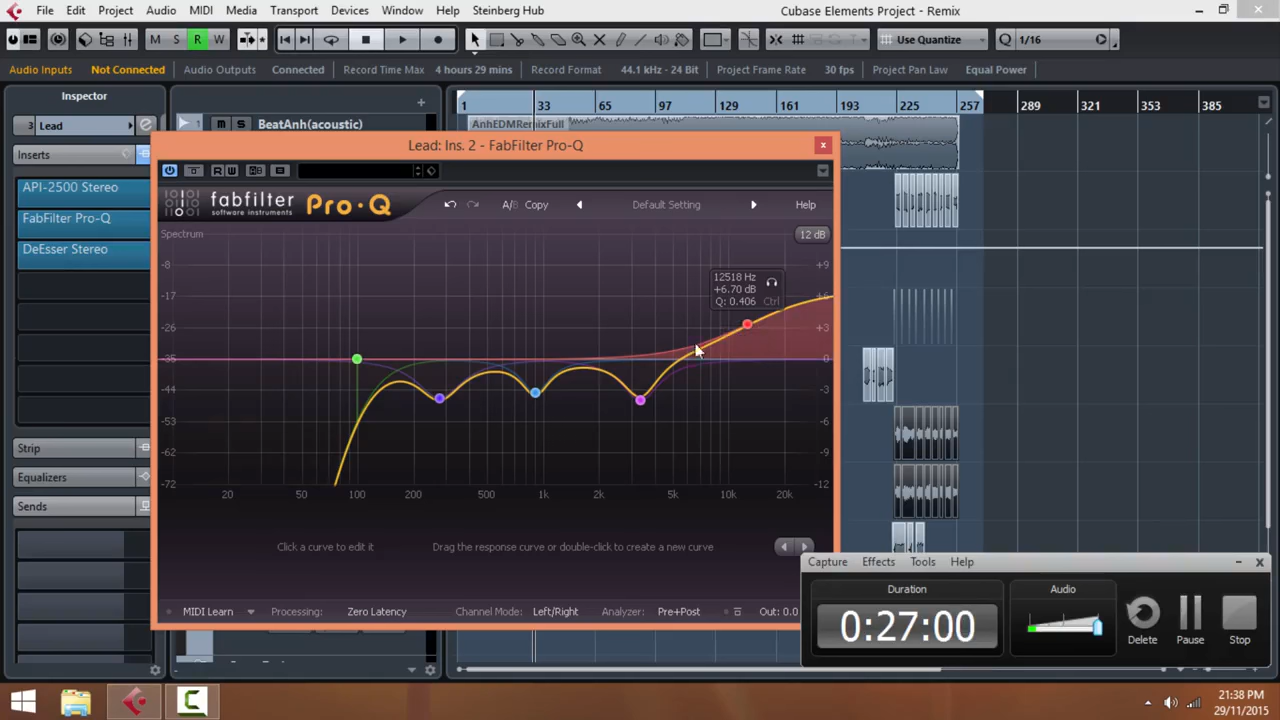 File Edit Project Audio MIDI Media Transport Devices Window Help Steinberg Hub
Cubase Elements Project - Remix
M S R W
Use Quantize
Q 1/16
Audio Inputs Not Connected Audio Outputs Connected Record Time Max 4 hours 29 mins Record Format 44.1 kHz - 24 Bit Project Frame Rate 30 fps Project Pan Law Equal Power
Inspector
1 33 65 97 129 161 193 225 257 289 321 353 385
3 Lead
1 m S BeatAnh(acoustic)
AnhEDMRemixFull
Inserts
API-2500 Stereo
FabFilter Pro-Q
DeEsser Stereo
Strip
Equalizers
Sends
Lead: Ins. 2 - FabFilter Pro-Q
x
R W
fabfilter
software instruments
Pro·Q
A/B Copy
Default Setting
Help
Spectrum
12 dB
-8 +9
-17 +6
-26 +3
-35 0
-44 -3
-53 -6
-62 -9
-72 -12
12518 Hz
+6.70 dB
Q: 0.406 Ctrl
20 50 100 200 500 1k 2k 5k 10k 20k
Click a curve to edit it
Drag the response curve or double-click to create a new curve
MIDI Learn Processing: Zero Latency Channel Mode: Left/Right Analyzer: Pre+Post Out: 0.0
Capture Effects Tools Help
Duration
0:27:00
Audio
Delete Pause Stop
21:38 PM
29/11/2015